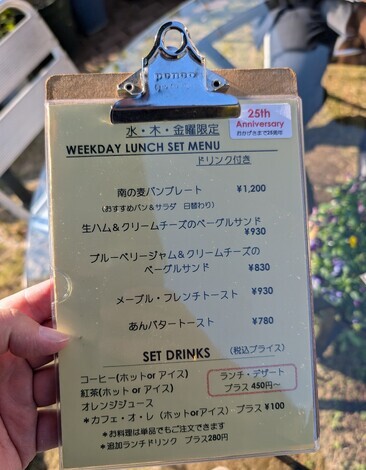 penco
水・木・金曜限定
25th
Anniversary
おかげさまで25周年
WEEKDAY LUNCH SET MENU
ドリンク付き
南の麦パンプレート ¥1,200
(おすすめパン＆サラダ 日替わり)
生ハム＆クリームチーズのベーグルサンド
¥930
ブルーベリージャム＆クリームチーズの
ベーグルサンド ¥830
メープル・フレンチトースト ¥930
あんバタートースト ¥780
SET DRINKS (税込プライス)
コーヒー(ホット or アイス)
紅茶(ホット or アイス)
オレンジジュース
ランチ・デザート
プラス 450円～
＊カフェ・オ・レ (ホットorアイス) プラス ¥100
＊お料理は単品でもご注文できます
＊追加ランチドリンク プラス280円